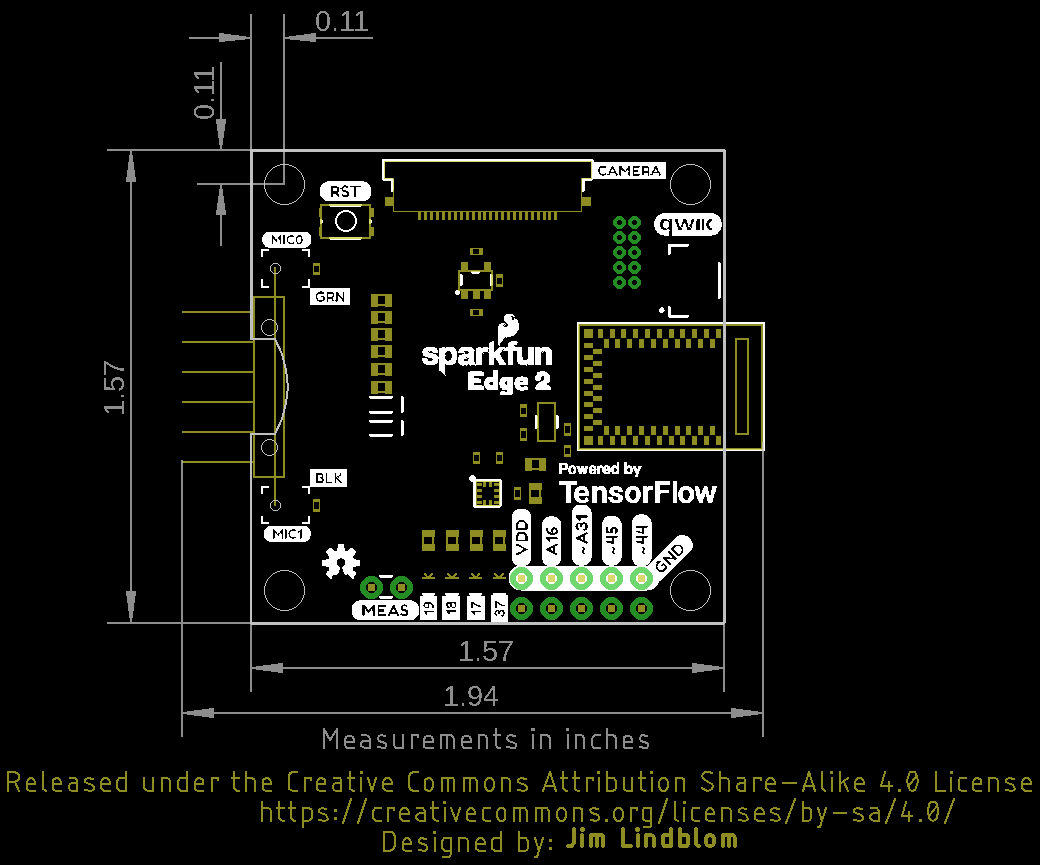 0.11
0.11
CAMERA
RST
qWIIC
MIC0
GRN
sparkfun
1.57
Edge 2
Powered by
BLK
TensorFlow
MIC1
VDD
A16
~A31
~45
~44
GND
MEAS
19
18
17
37
1.57
1.94
Measurements in inches
Released under the Creative Commons Attribution Share-Alike 4.0 License
https://creativecommons.org/licenses/by-sa/4.0/
Designed by: Jim Lindblom